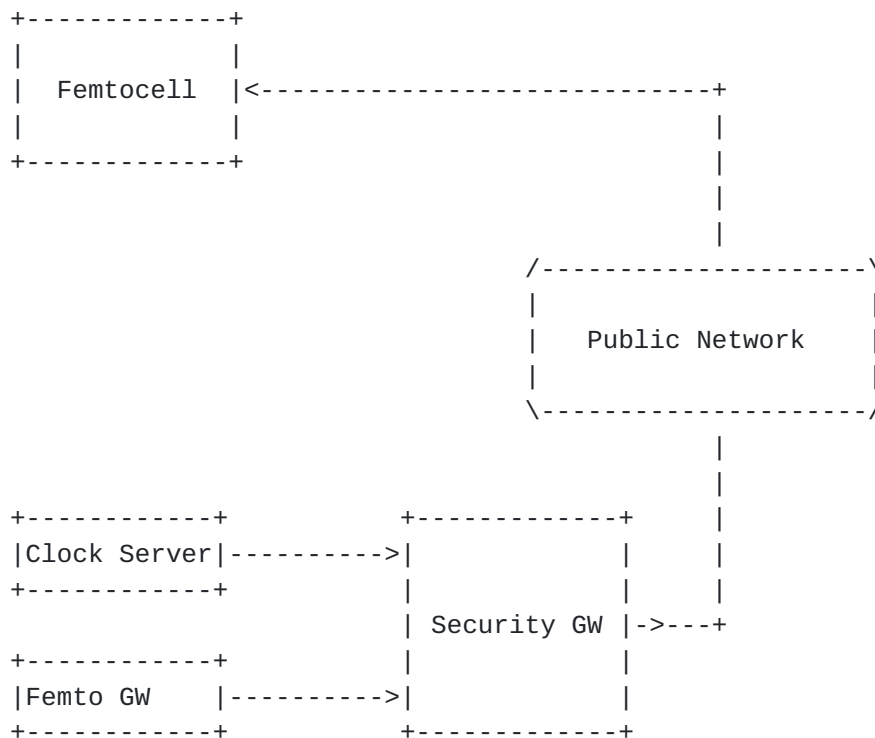 Femtocell
Public Network
Clock Server
Security GW
Femto GW